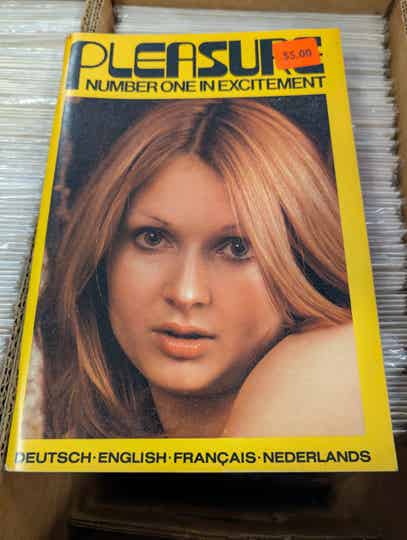 PLEASURE
$5.00
NUMBER ONE IN EXCITEMENT
DEUTSCH·ENGLISH·FRANÇAIS·NEDERLANDS